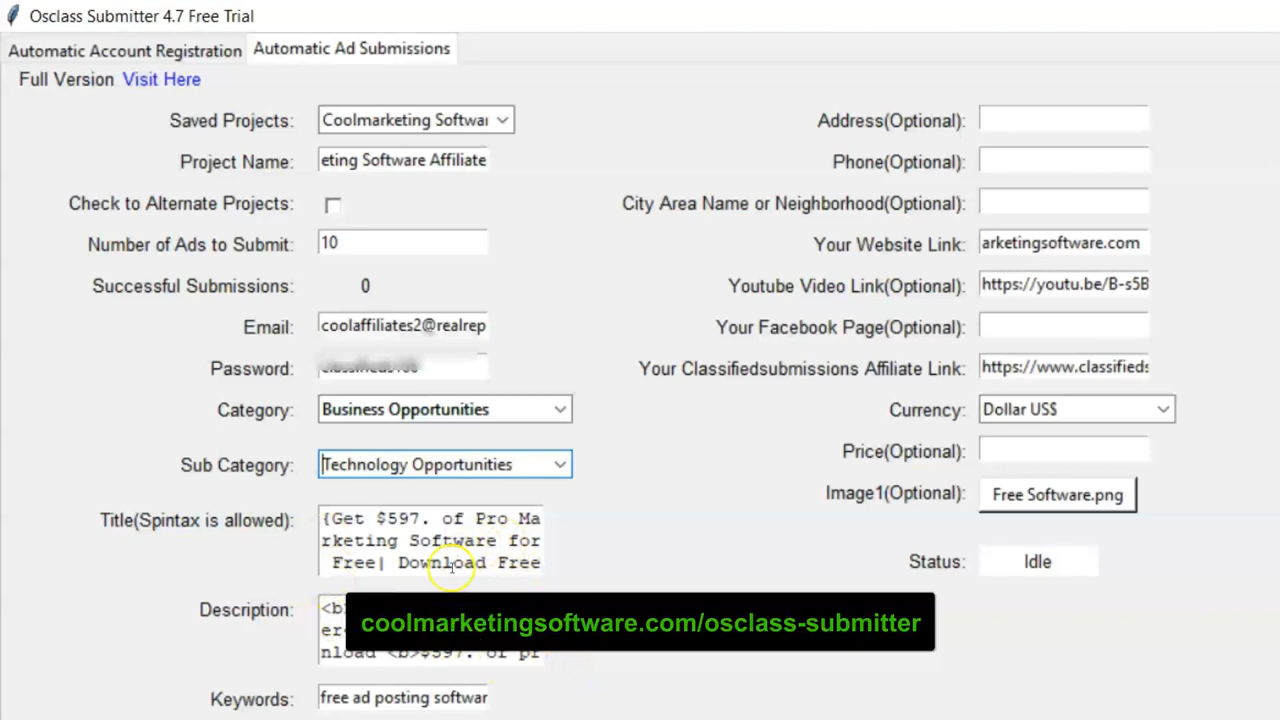 Osclass Submitter 4.7 Free Trial
Automatic Account Registration
Automatic Ad Submissions
Full Version Visit Here
Saved Projects: Coolmarketing Softwar
Project Name: eting Software Affiliate
Check to Alternate Projects:
Number of Ads to Submit: 10
Successful Submissions: 0
Email: coolaffiliates2@realrep
Password:
Category: Business Opportunities
Sub Category: Technology Opportunities
Title(Spintax is allowed): {Get $597. of Pro Ma
rketing Software for
Free| Download Free
Description: <b
er
nload <b>$597. of pr
Keywords: free ad posting softwar
Address(Optional):
Phone(Optional):
City Area Name or Neighborhood(Optional):
Your Website Link: arketingsoftware.com
Youtube Video Link(Optional): https://youtu.be/B-s5B
Your Facebook Page(Optional):
Your Classifiedsubmissions Affiliate Link: https://www.classifieds
Currency: Dollar US$
Price(Optional):
Image1(Optional): Free Software.png
Status: Idle
coolmarketingsoftware.com/osclass-submitter